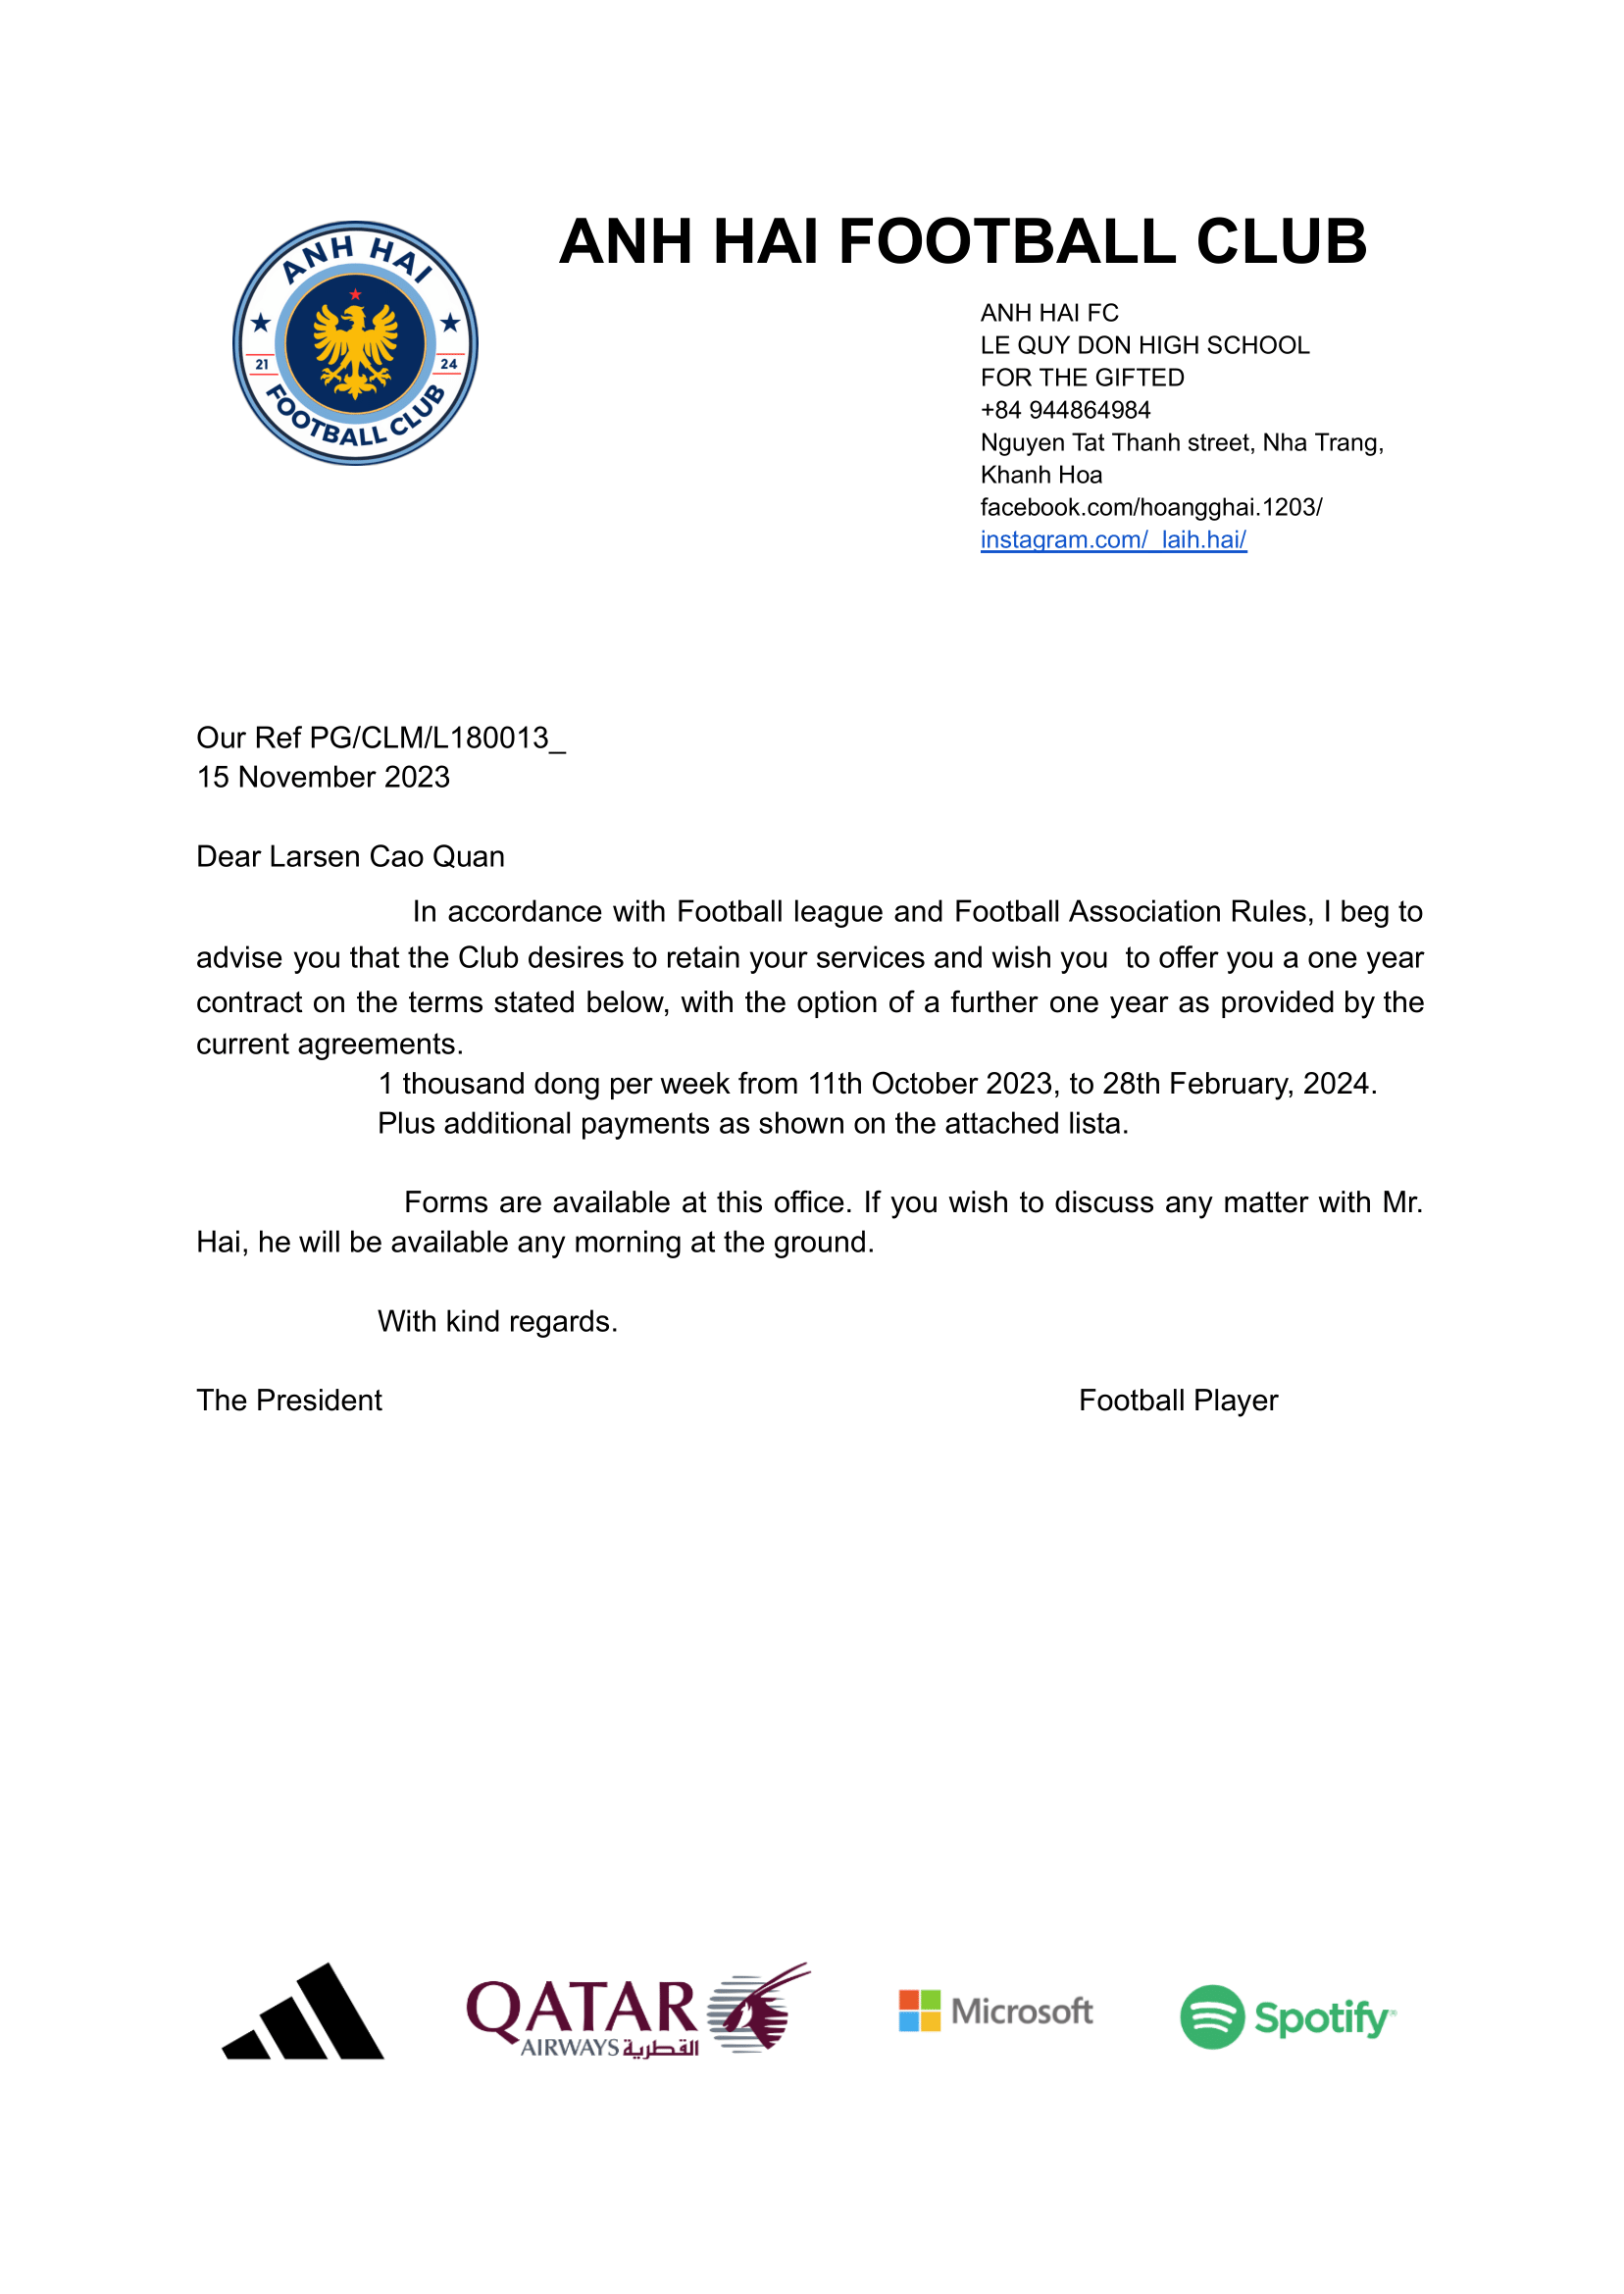 ANH HAI
21
24
FOOTBALL CLUB
ANH HAI FOOTBALL CLUB
ANH HAI FC
LE QUY DON HIGH SCHOOL
FOR THE GIFTED
+84 944864984
Nguyen Tat Thanh street, Nha Trang,
Khanh Hoa
facebook.com/hoangghai.1203/
instagram.com/_laih.hai/
Our Ref PG/CLM/L180013_
15 November 2023
Dear Larsen Cao Quan
In accordance with Football league and Football Association Rules, I beg to
advise you that the Club desires to retain your services and wish you to offer you a one year
contract on the terms stated below, with the option of a further one year as provided by the
current agreements.
1 thousand dong per week from 11th October 2023, to 28th February, 2024.
Plus additional payments as shown on the attached lista.
Forms are available at this office. If you wish to discuss any matter with Mr.
Hai, he will be available any morning at the ground.
With kind regards.
The President Football Player
QATAR
AIRWAYS القطرية
Microsoft
Spotify